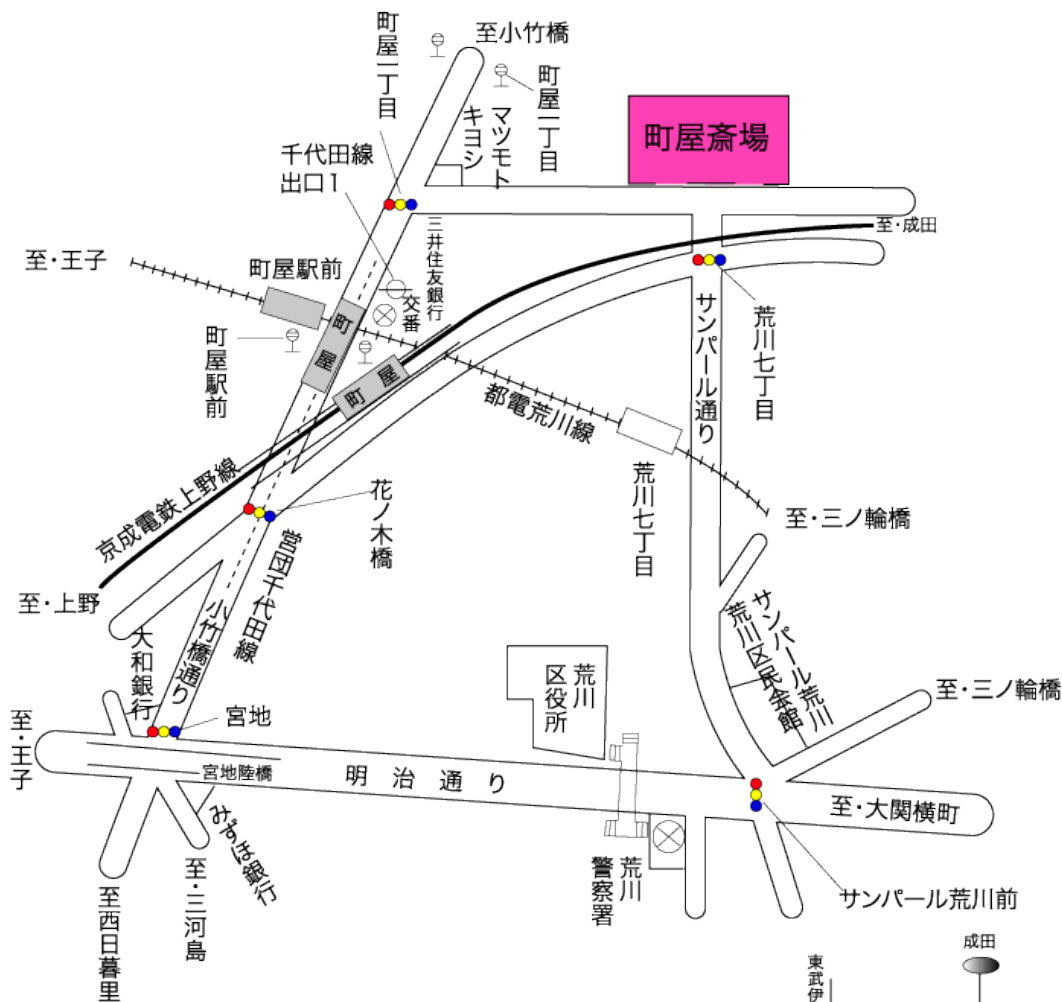 至小竹橋
町屋一丁目
町屋一丁目
マツモト
キヨシ
町屋斎場
千代田線
出口1
三井住友銀行
至・成田
至・王子
町屋駅前
交番
町屋
町屋
町屋駅前
サンパール通り
荒川七丁目
都電荒川線
荒川七丁目
至・三ノ輪橋
京成電鉄上野線
花ノ木橋
営団千代田線
至・上野
小竹橋通り
大和銀行
サンパール荒川
荒川区民会館
荒川
区役所
至・三ノ輪橋
宮地
至・王子
宮地陸橋
明治通り
至・大関横町
みずほ銀行
荒川
警察署
サンパール荒川前
至・三河島
至西日暮里
成田
東武伊